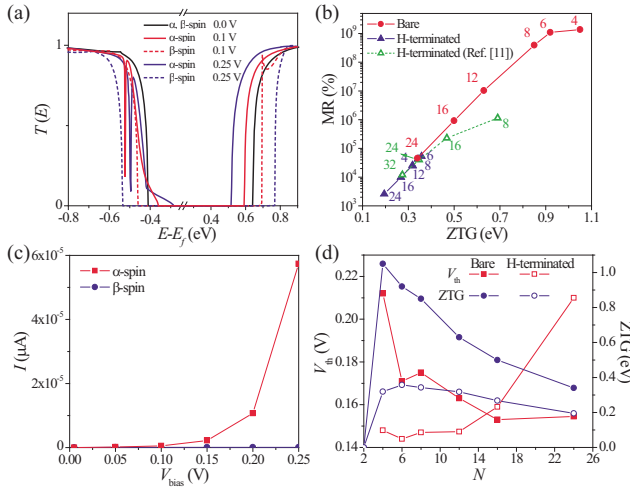 (a)
α, β-spin 0.0 V
α-spin 0.1 V
β-spin 0.1 V
α-spin 0.25 V
β-spin 0.25 V
T (E)
1
0
-0.8 -0.6 -0.4 0.4 0.6 0.8
E-E_f (eV)
(b)
Bare
H-terminated
H-terminated (Ref. [11])
MR (%)
10^9
10^8
10^7
10^6
10^5
10^4
10^3
4
6
8
12
16
24
8
16
24
32
4
6
8
12
16
24
0.1 0.3 0.5 0.7 0.9 1.1
ZTG (eV)
(c)
α-spin
β-spin
I (μA)
6x10^-5
4x10^-5
2x10^-5
0
0.00 0.05 0.10 0.15 0.20 0.25
V_bias (V)
(d)
Bare H-terminated
V_th
ZTG
V_th (V)
0.22
0.20
0.18
0.16
0.14
1.0
0.8
0.6
0.4
0.2
0.0
ZTG (eV)
2 6 10 14 18 22 26
N